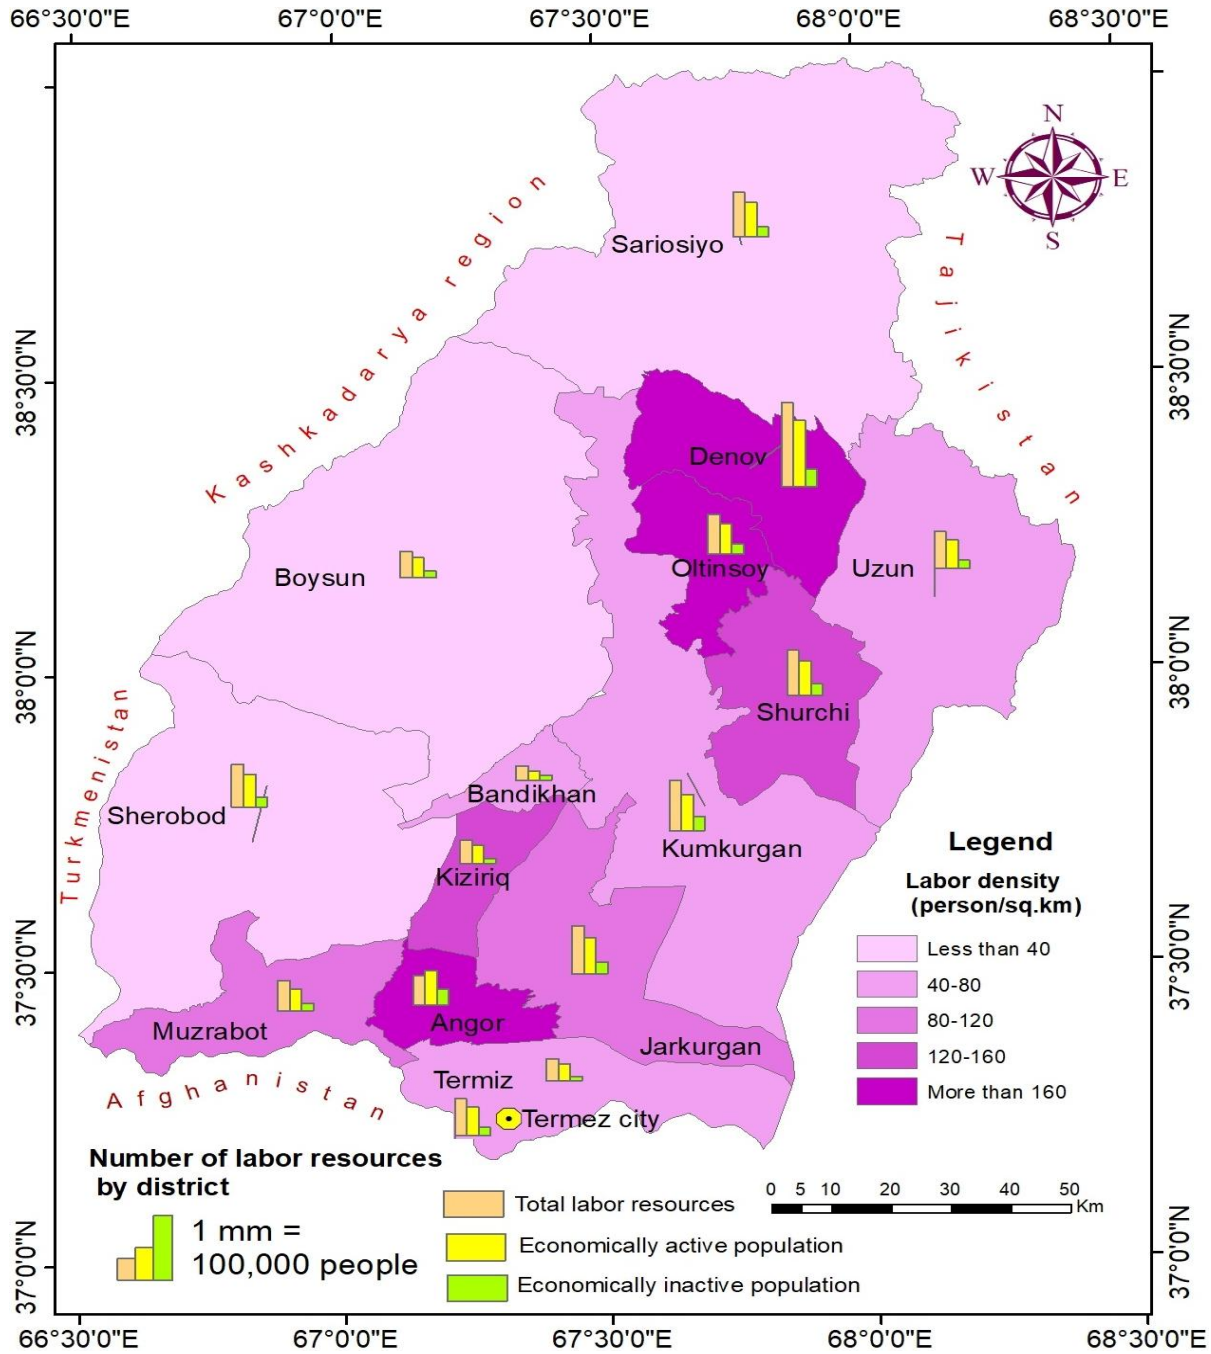 66°30'0"E 67°0'0"E 67°30'0"E 68°0'0"E 68°30'0"E
N
W E
S
Kashkadarya region
Tajikistan
Sariosiyo
38°30'0"N
38°30'0"N
Denov
Oltinsoy
Uzun
Boysun
38°0'0"N
38°0'0"N
Shurchi
Turkmenistan
Bandikhan
Sherobod
Kumkurgan
Kiziriq
Legend
Labor density
(person/sq.km)
Less than 40
40-80
80-120
120-160
More than 160
37°30'0"N
37°30'0"N
Muzrabot
Angor
Jarkurgan
Termiz
Termez city
Afghanistan
Number of labor resources
by district
1 mm =
100,000 people
Total labor resources
Economically active population
Economically inactive population
0 5 10 20 30 40 50
Km
37°0'0"N
37°0'0"N
66°30'0"E 67°0'0"E 67°30'0"E 68°0'0"E 68°30'0"E